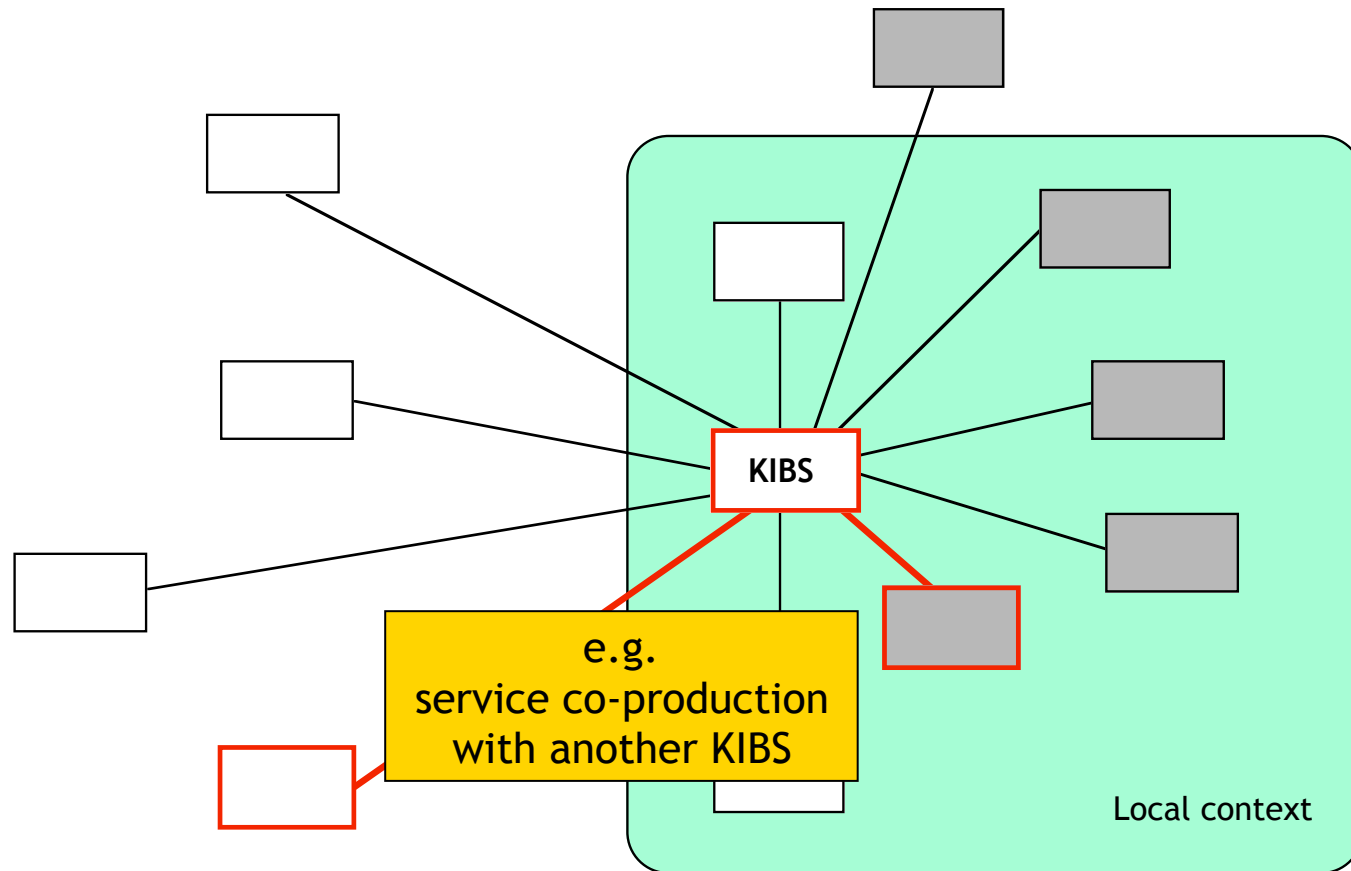 KIBS
e.g.
service co-production
with another KIBS
Local context